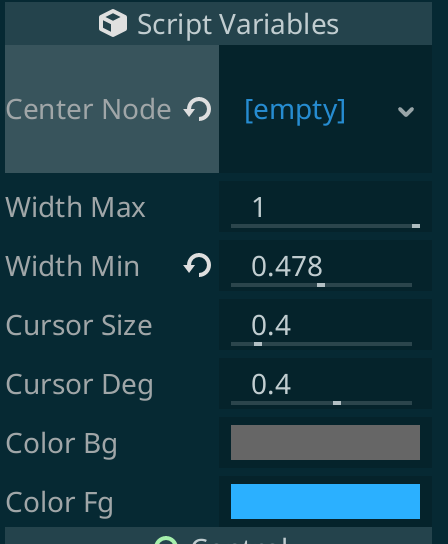 Script Variables
Center Node [empty]
Width Max 1
Width Min 0.478
Cursor Size 0.4
Cursor Deg 0.4
Color Bg
Color Fg
Control